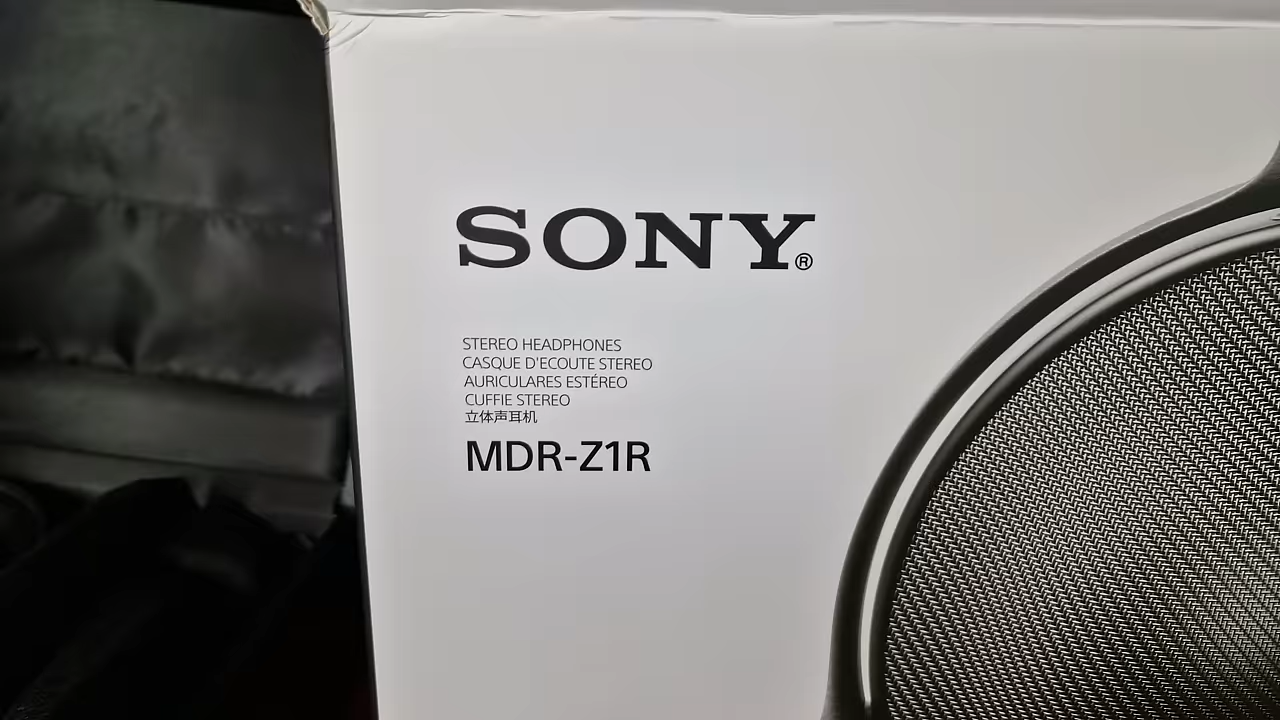 SONY®
STEREO HEADPHONES
CASQUE D'ECOUTE STEREO
AURICULARES ESTÉREO
CUFFIE STEREO
立体声耳机
MDR-Z1R